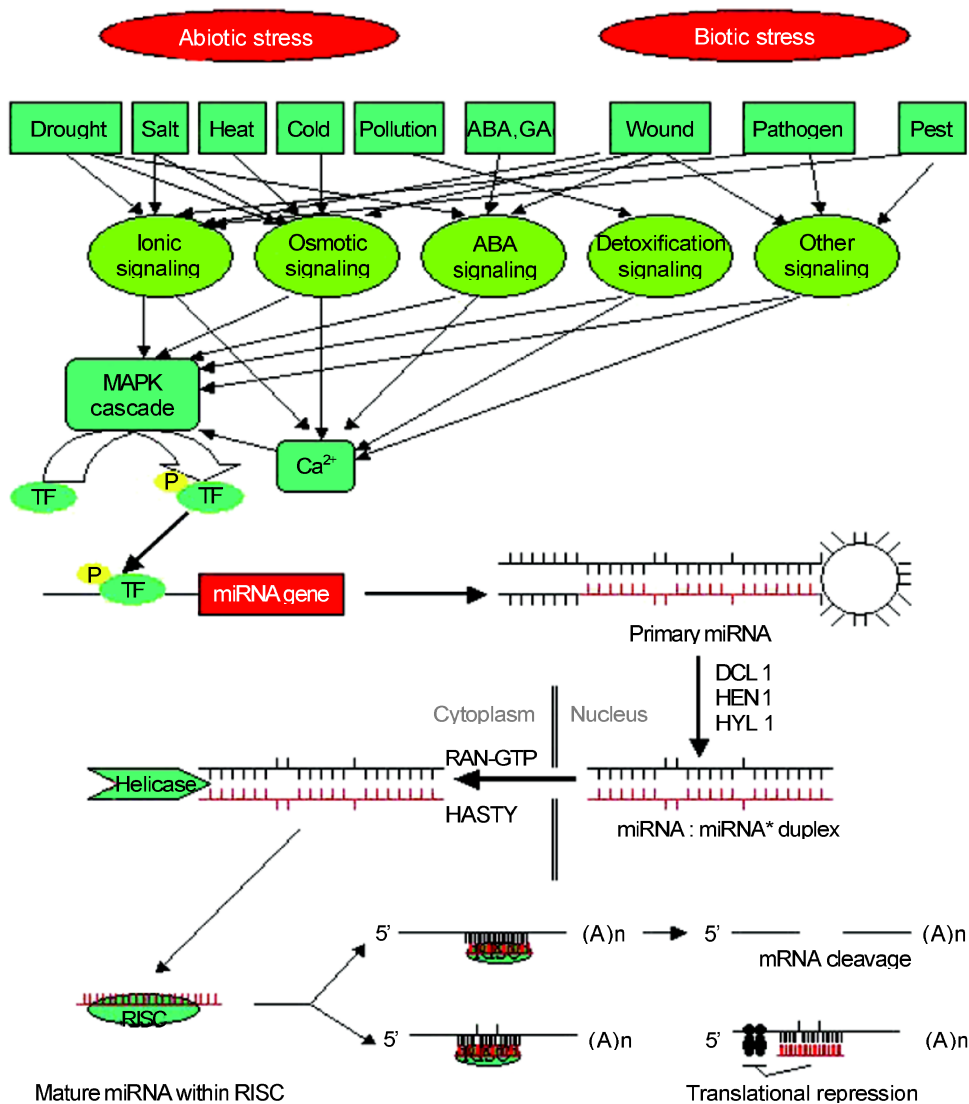 Abiotic stress Biotic stress
Drought Salt Heat Cold Pollution ABA, GA Wound Pathogen Pest
Ionic signaling Osmotic signaling ABA signaling Detoxification signaling Other signaling
MAPK cascade
Ca²⁺
TF P TF
P TF miRNA gene
Primary miRNA
DCL 1
HEN 1
HYL 1
Cytoplasm Nucleus
RAN-GTP
Helicase
HASTY
miRNA : miRNA* duplex
5' (A)n 5' (A)n
RISC
mRNA cleavage
RISC
5' (A)n 5' (A)n
RISC
Mature miRNA within RISC Translational repression